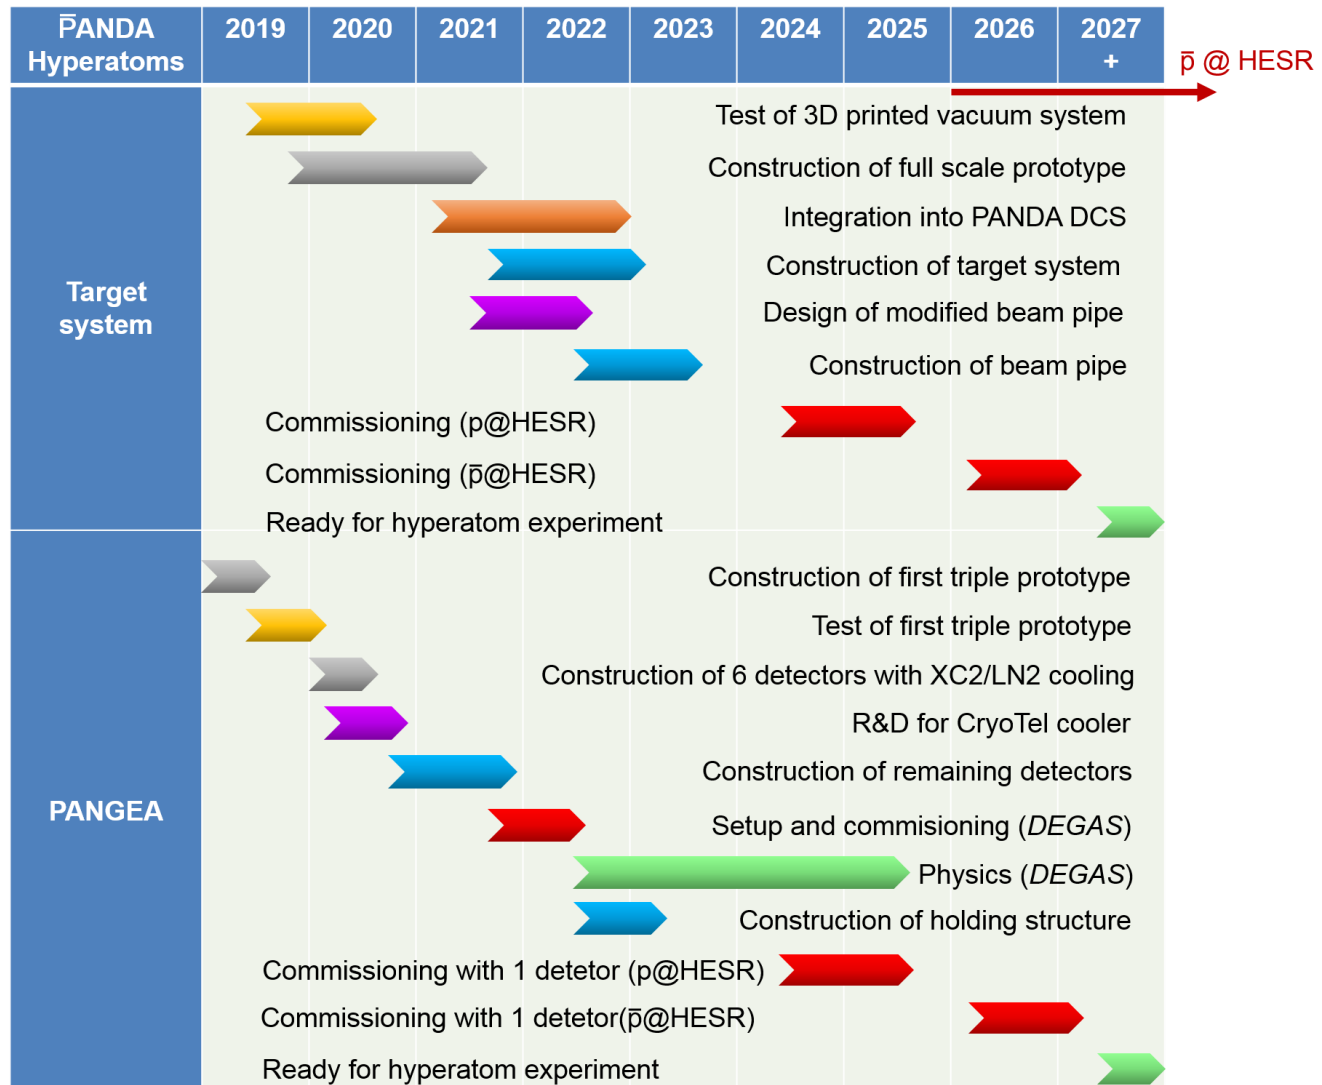 P̅ANDA
Hyperatoms
2019
2020
2021
2022
2023
2024
2025
2026
2027
+
p̅ @ HESR
Target
system
Test of 3D printed vacuum system
Construction of full scale prototype
Integration into PANDA DCS
Construction of target system
Design of modified beam pipe
Construction of beam pipe
Commissioning (p@HESR)
Commissioning (p̅@HESR)
Ready for hyperatom experiment
PANGEA
Construction of first triple prototype
Test of first triple prototype
Construction of 6 detectors with XC2/LN2 cooling
R&D for CryoTel cooler
Construction of remaining detectors
Setup and commisioning (DEGAS)
Physics (DEGAS)
Construction of holding structure
Commissioning with 1 detetor (p@HESR)
Commissioning with 1 detetor(p̅@HESR)
Ready for hyperatom experiment